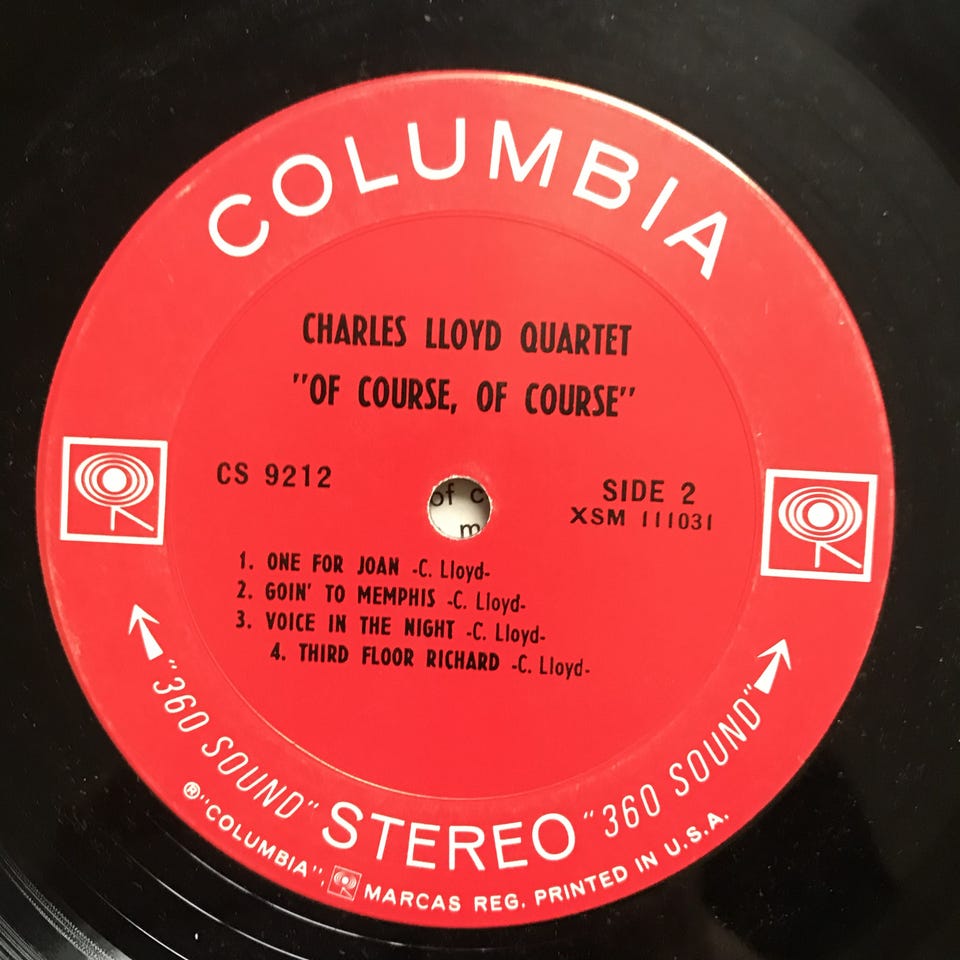 COLUMBIA
CHARLES LLOYD QUARTET
"OF COURSE, OF COURSE"
CS 9212
SIDE 2
XSM 111031
of c
m
1. ONE FOR JOAN -C. Lloyd-
2. GOIN' TO MEMPHIS -C. Lloyd-
3. VOICE IN THE NIGHT -C. Lloyd-
4. THIRD FLOOR RICHARD -C. Lloyd-
"360 SOUND" STEREO "360 SOUND"
®"COLUMBIA", MARCAS REG. PRINTED IN U.S.A.